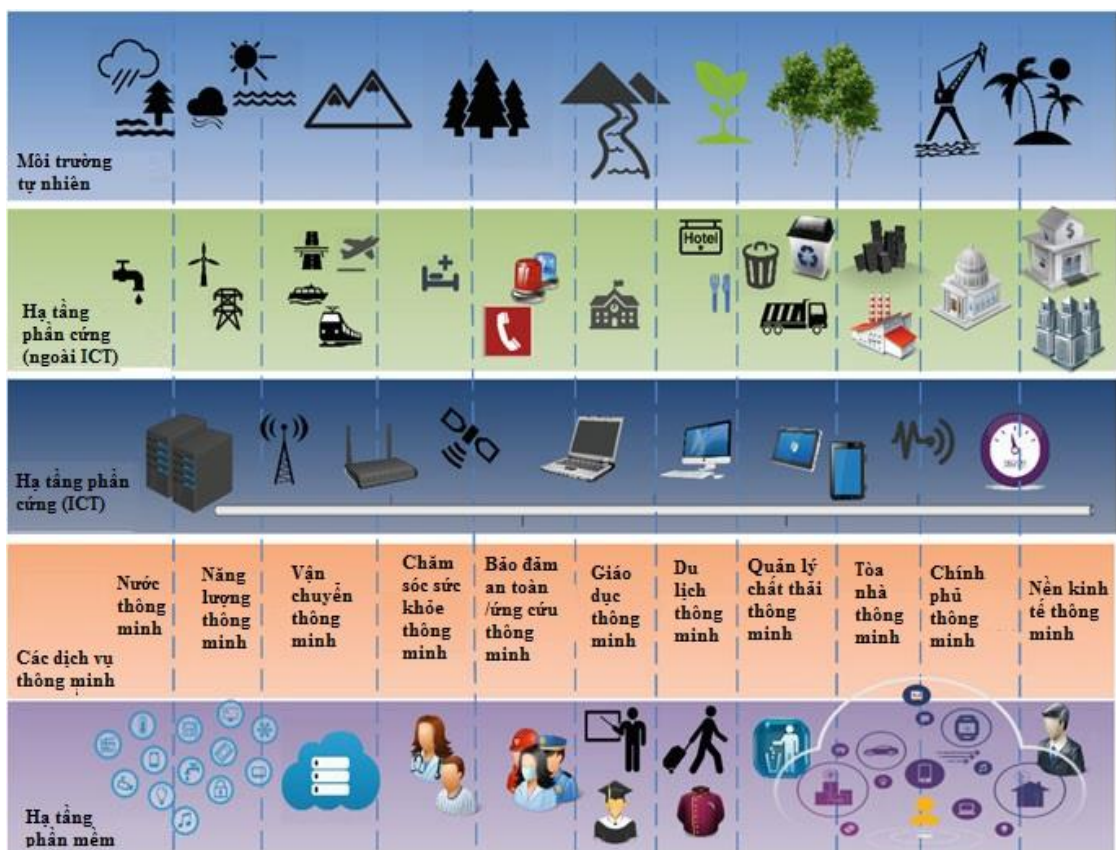 Môi trường
tự nhiên
Hotel
$
Hạ tầng
phần cứng
(ngoài ICT)
Hạ tầng phần
cứng (ICT)
Nước
thông
minh
Năng
lượng
thông
minh
Vận
chuyển
thông
minh
Chăm
sóc sức
khỏe
thông
minh
Bảo đảm
an toàn
/ứng cứu
thông
minh
Giáo
dục
thông
minh
Du
lịch
thông
minh
Quản lý
chất thải
thông
minh
Tòa
nhà
thông
minh
Chính
phủ
thông
minh
Nền kinh
tế thông
minh
Các dịch vụ
thông minh
Hạ tầng
phần mềm